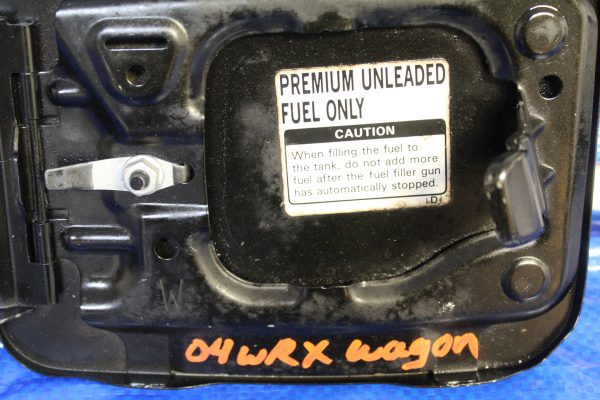 PREMIUM UNLEADED
FUEL ONLY
CAUTION
When filling the fuel to
the tank, do not add more
fuel after the fuel filler gun
has automatically stopped.
(D)
W
04 WRX wagon